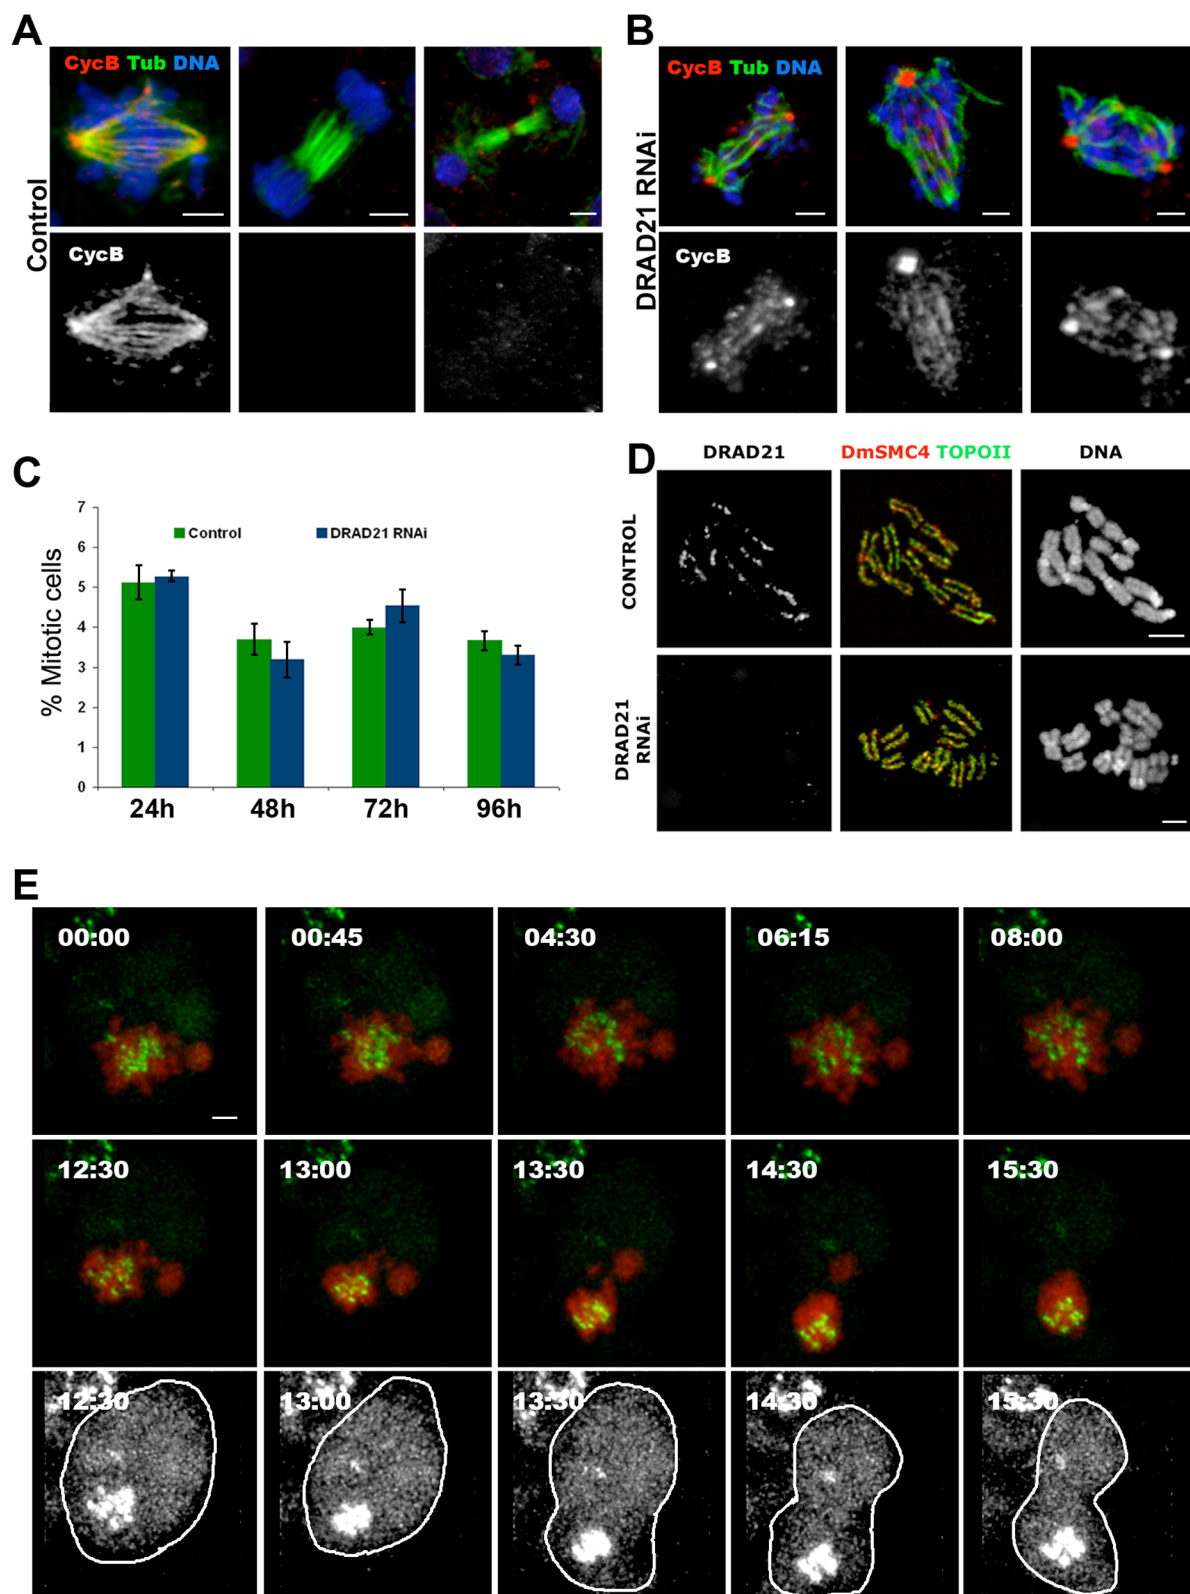 A
B
CycB Tub DNA
CycB Tub DNA
Control
DRAD21 RNAi
CycB
CycB
C
D
DRAD21
DmSMC4 TOPOII
DNA
CONTROL
DRAD21
RNAi
% Mitotic cells
7
6
5
4
3
2
1
0
Control
DRAD21 RNAi
24h
48h
72h
96h
E
00:00
00:45
04:30
06:15
08:00
12:30
13:00
13:30
14:30
15:30
12:30
13:00
13:30
14:30
15:30